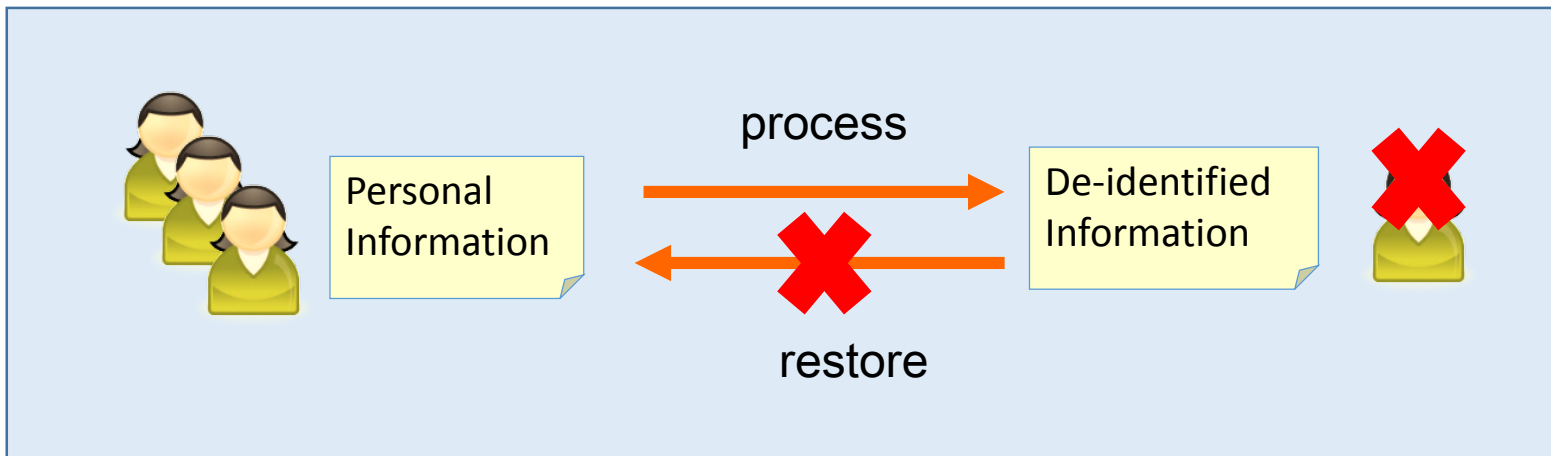 process
Personal
Information
De-identified
Information
restore